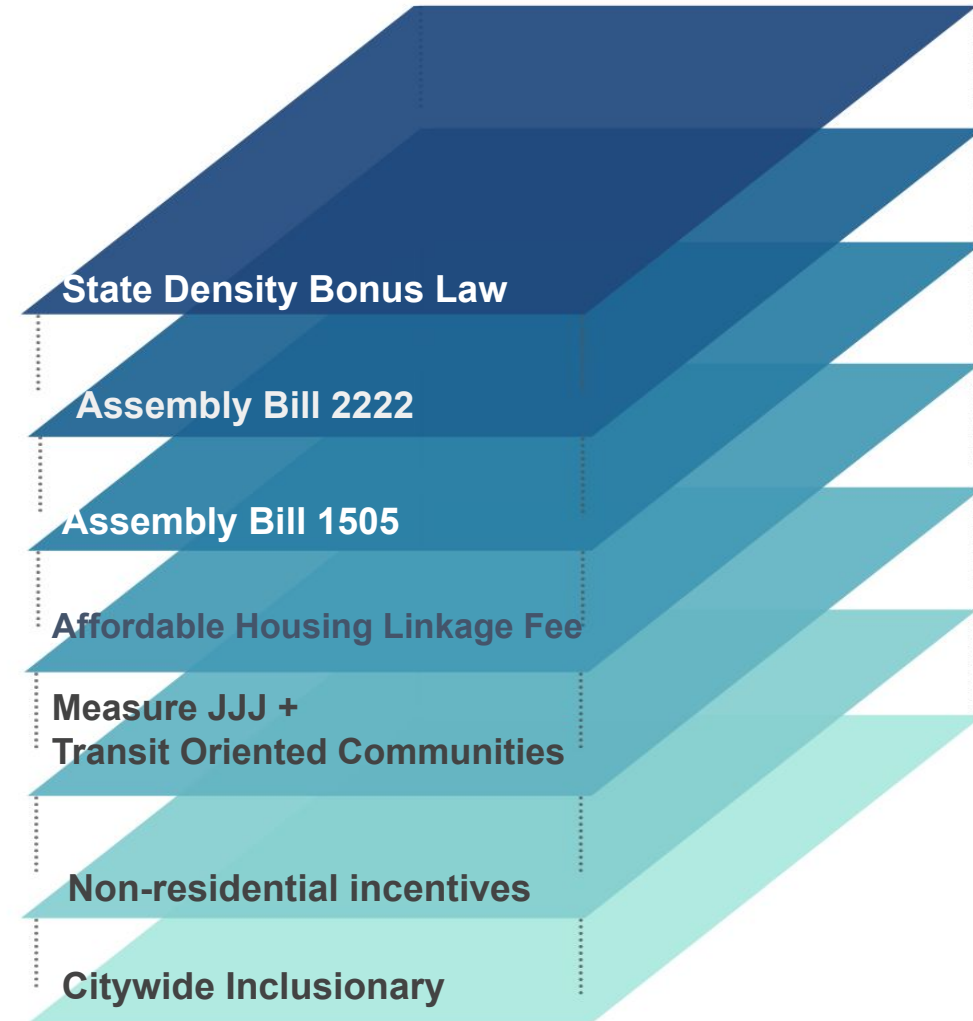 State Density Bonus Law
Assembly Bill 2222
Assembly Bill 1505
Affordable Housing Linkage Fee
Measure JJJ +
Transit Oriented Communities
Non-residential incentives
Citywide Inclusionary